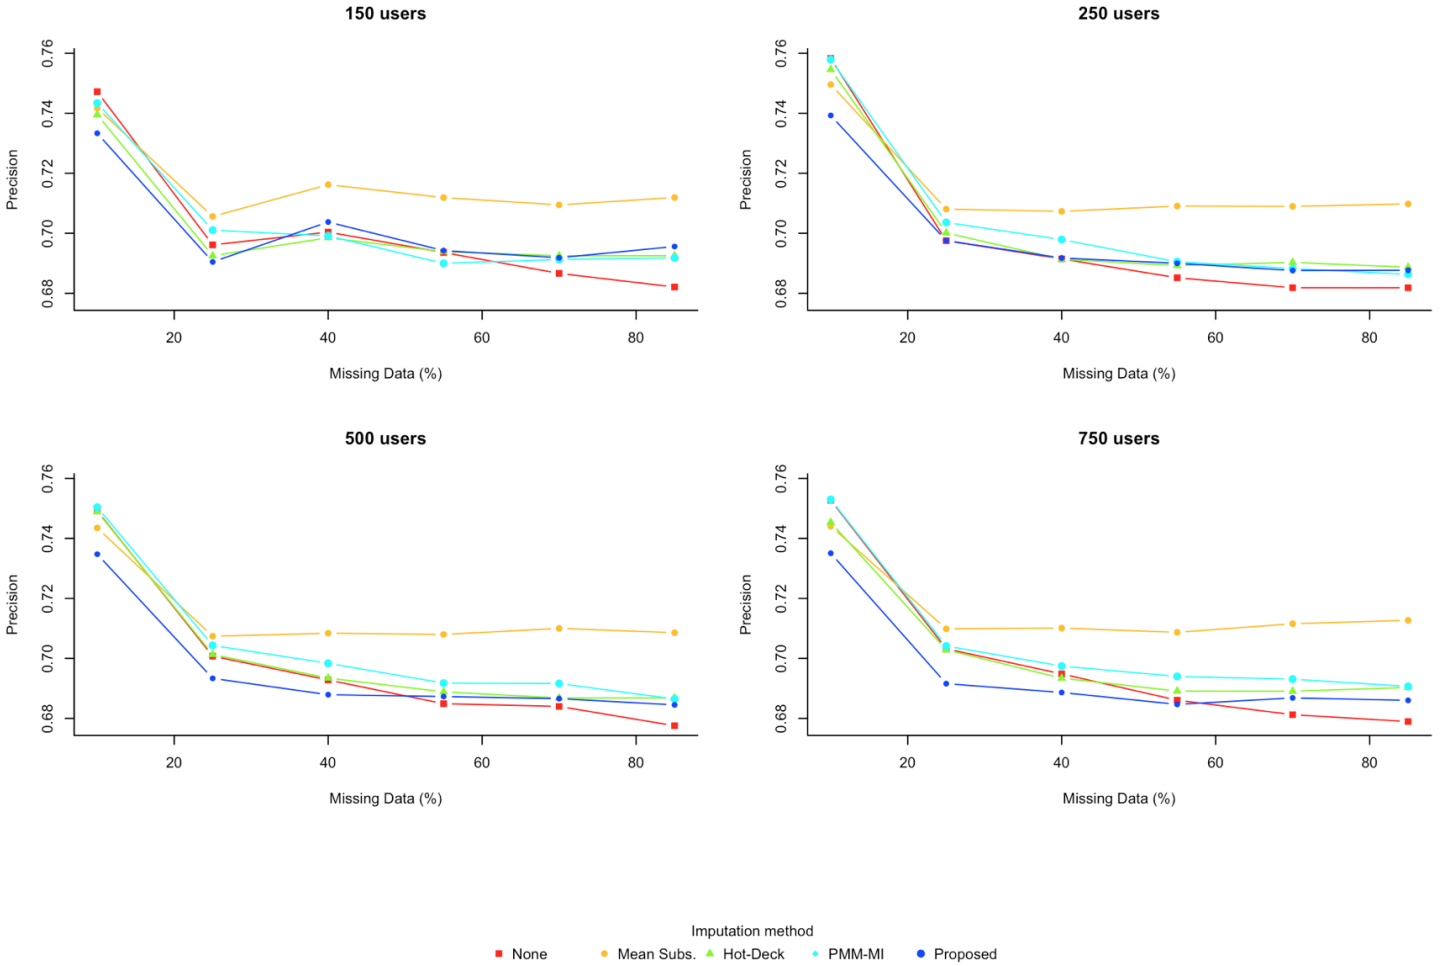 150 users
0.76
0.74
0.72
0.70
0.68
Precision
20 40 60 80
Missing Data (%)
250 users
0.76
0.74
0.72
0.70
0.68
Precision
20 40 60 80
Missing Data (%)
500 users
0.76
0.74
0.72
0.70
0.68
Precision
20 40 60 80
Missing Data (%)
750 users
0.76
0.74
0.72
0.70
0.68
Precision
20 40 60 80
Missing Data (%)
Imputation method
None Mean Subs. Hot-Deck PMM-MI Proposed